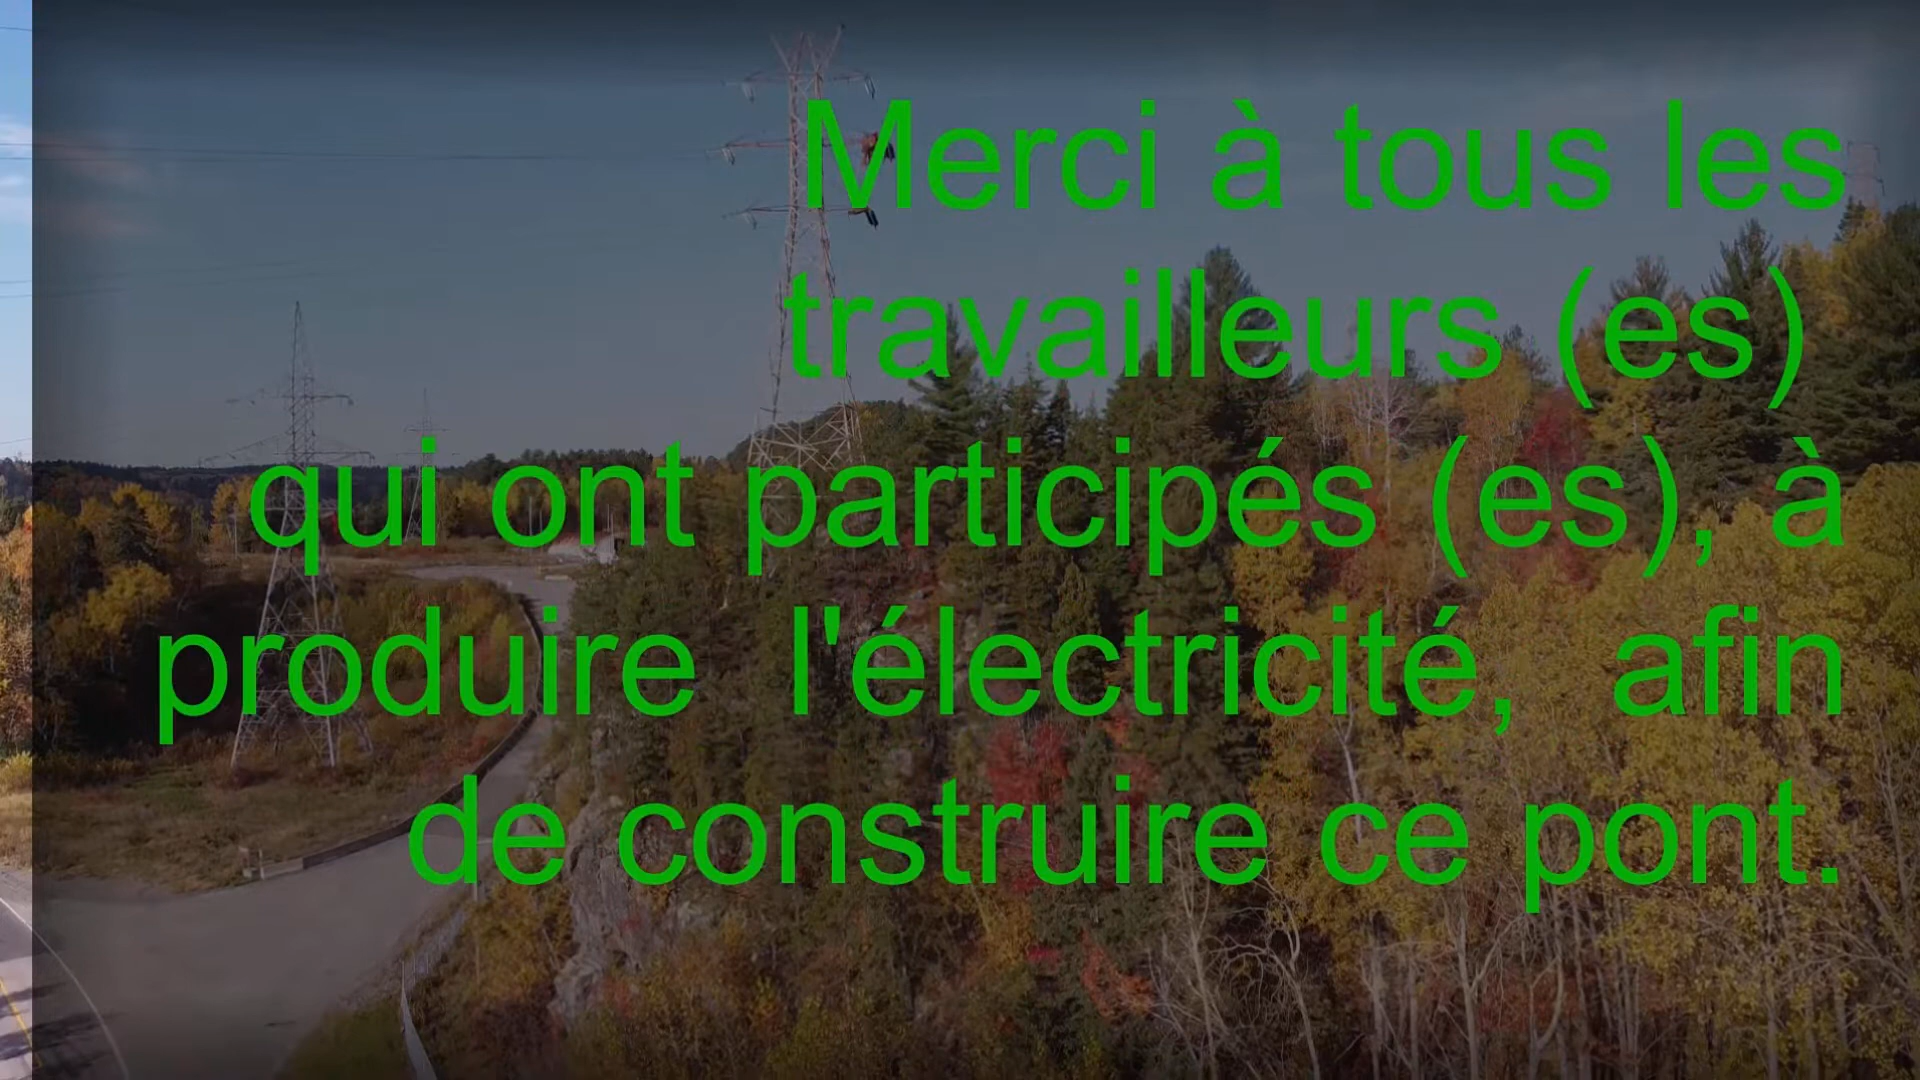 Merci à tous les
travailleurs (es)
qui ont participés (es), à
produire l'électricité, afin
de construire ce pont.